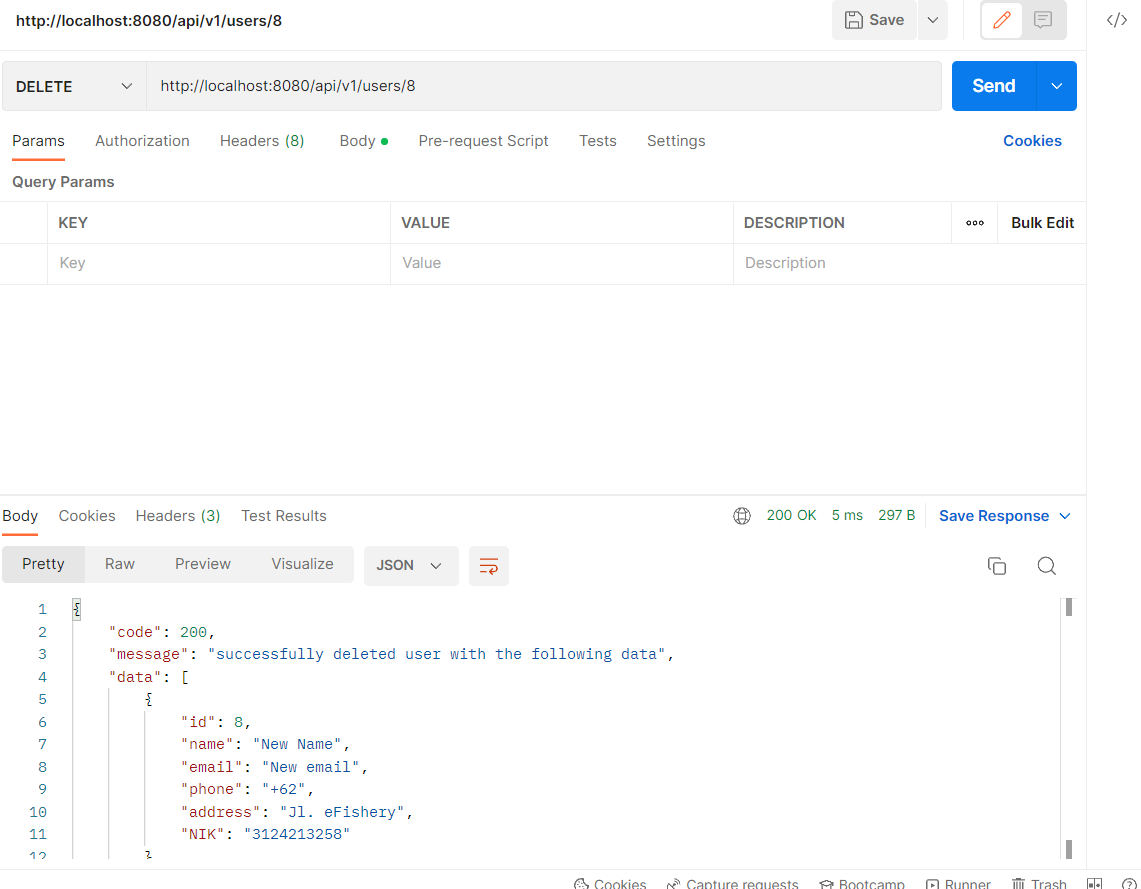 http://localhost:8080/api/v1/users/8
Save
DELETE http://localhost:8080/api/v1/users/8 Send
Params Authorization Headers (8) Body Pre-request Script Tests Settings Cookies
Query Params
KEY VALUE DESCRIPTION Bulk Edit
Key Value Description
Body Cookies Headers (3) Test Results 200 OK 5 ms 297 B Save Response
Pretty Raw Preview Visualize JSON
1 {
2 "code": 200,
3 "message": "successfully deleted user with the following data",
4 "data": [
5 {
6 "id": 8,
7 "name": "New Name",
8 "email": "New email",
9 "phone": "+62",
10 "address": "Jl. eFishery",
11 "NIK": "3124213258"
12 }
Cookies Capture requests Bootcamp Runner Trash